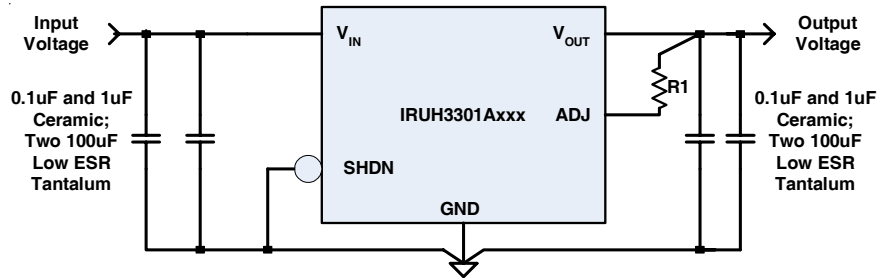 Input
Voltage
0.1uF and 1uF
Ceramic;
Two 100uF
Low ESR
Tantalum
VIN
VOUT
IRUH3301Axxx
ADJ
SHDN
GND
R1
Output
Voltage
0.1uF and 1uF
Ceramic;
Two 100uF
Low ESR
Tantalum